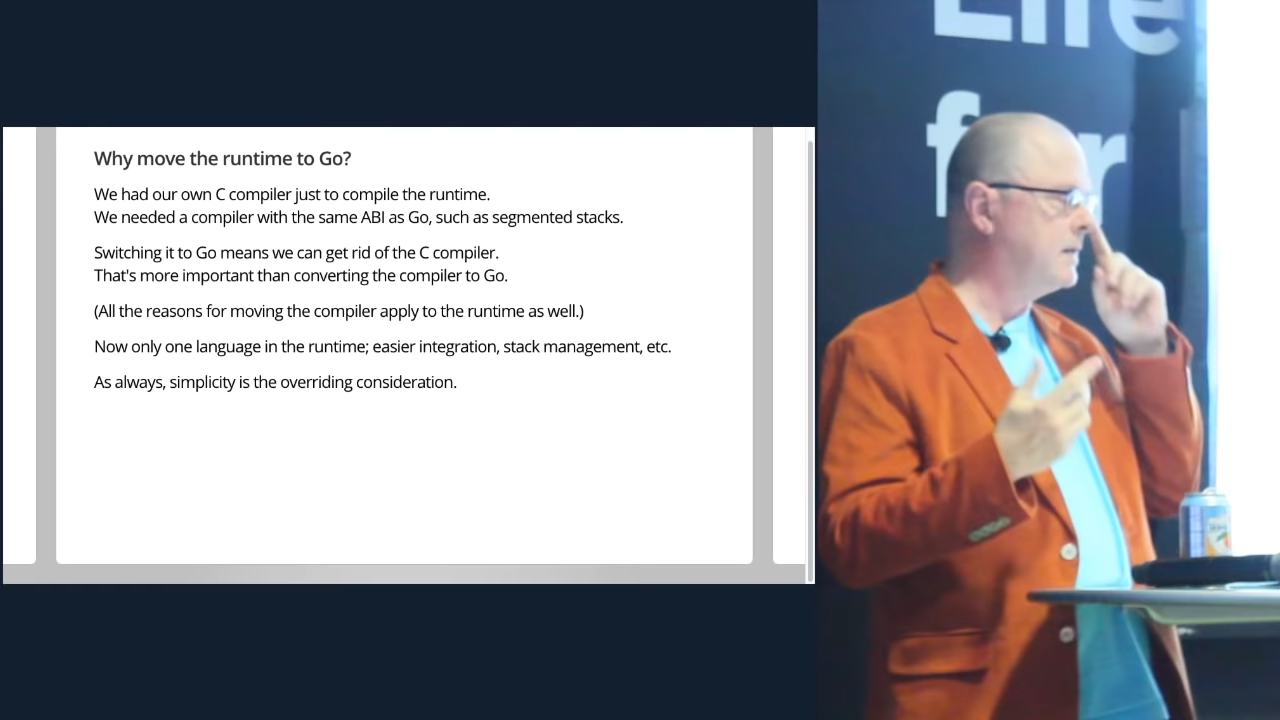 Why move the runtime to Go?
We had our own C compiler just to compile the runtime.
We needed a compiler with the same ABI as Go, such as segmented stacks.
Switching it to Go means we can get rid of the C compiler.
That's more important than converting the compiler to Go.
(All the reasons for moving the compiler apply to the runtime as well.)
Now only one language in the runtime; easier integration, stack management, etc.
As always, simplicity is the overriding consideration.
Life
for